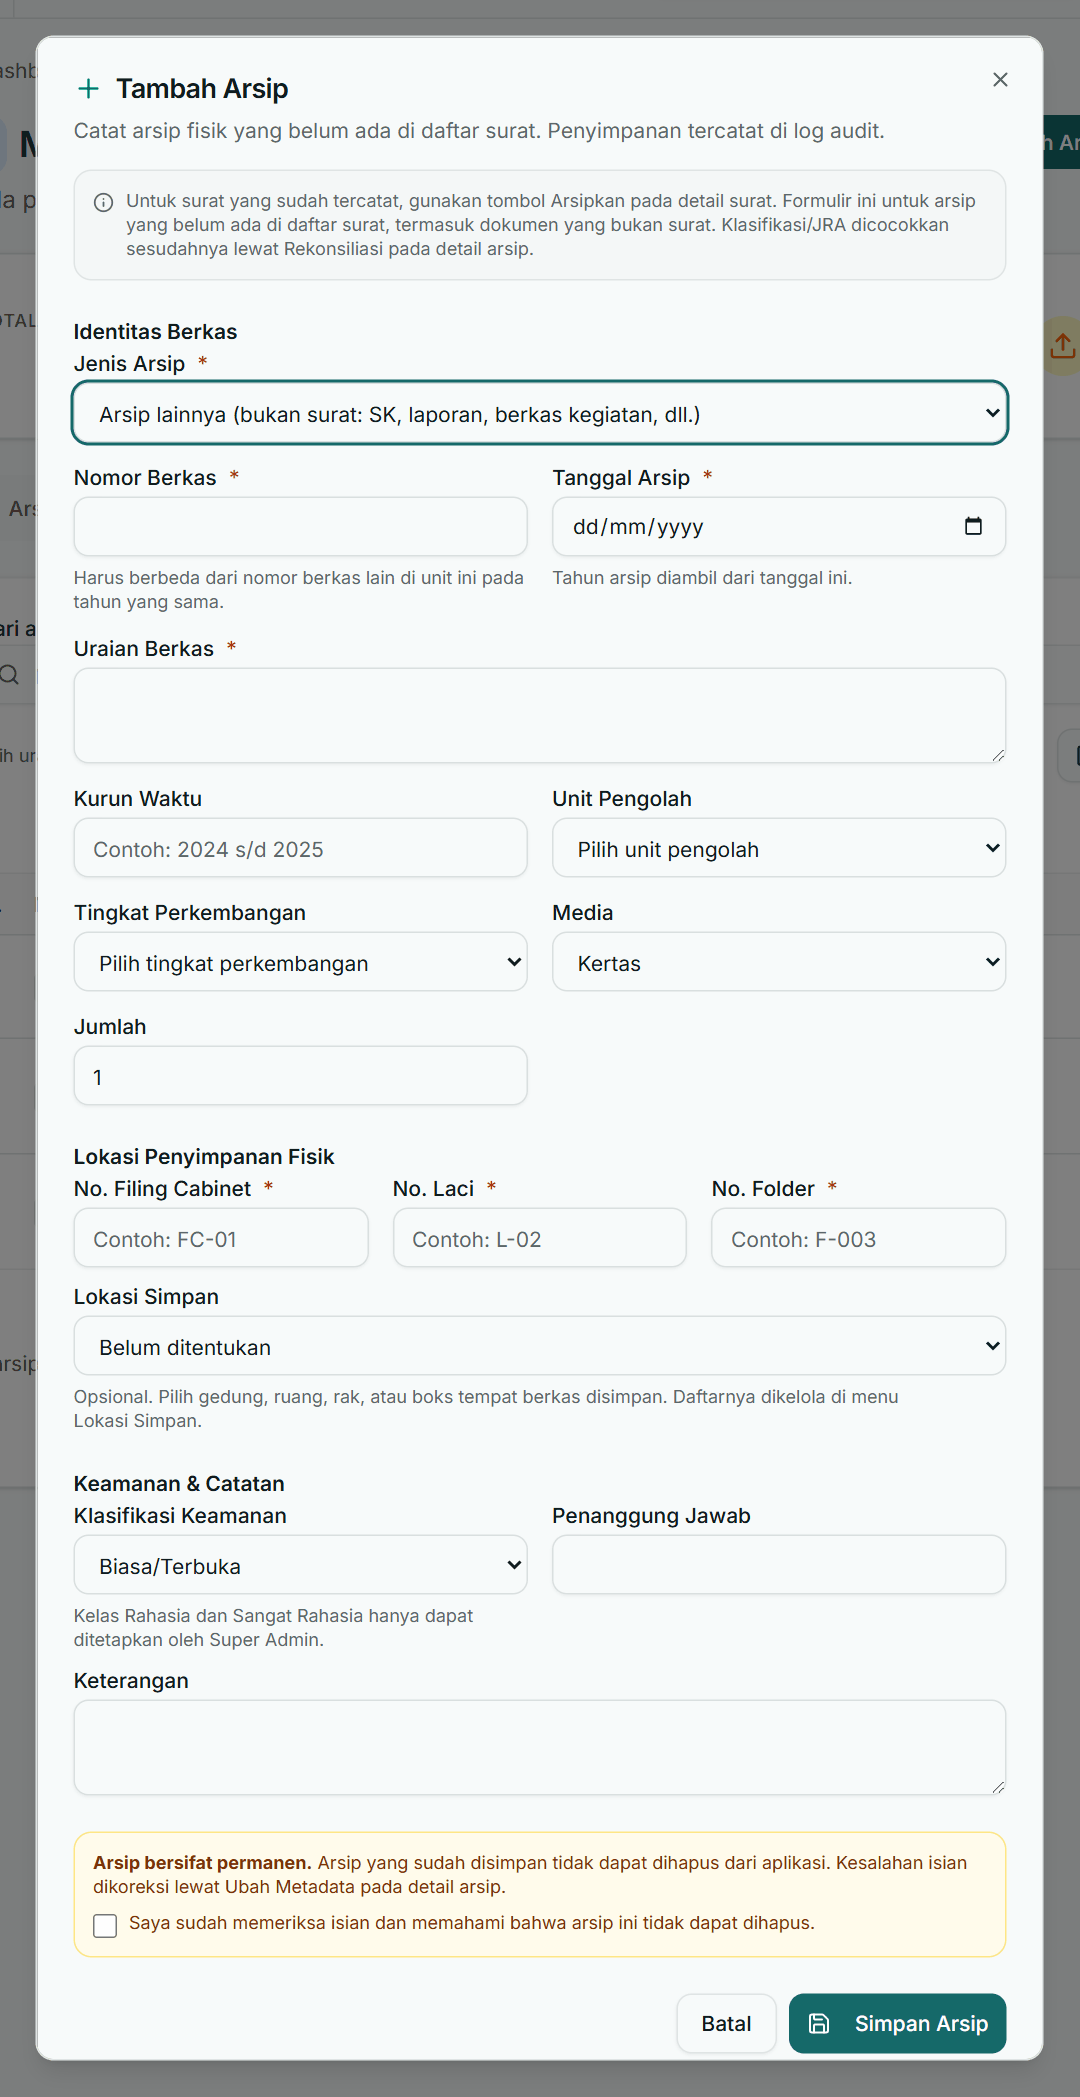 Tambah Arsip
Catat arsip fisik yang belum ada di daftar surat. Penyimpanan tercatat di log audit.
Untuk surat yang sudah tercatat, gunakan tombol Arsipkan pada detail surat. Formulir ini untuk arsip
yang belum ada di daftar surat, termasuk dokumen yang bukan surat. Klasifikasi/JRA dicocokkan
sesudahnya lewat Rekonsiliasi pada detail arsip.
Identitas Berkas
Jenis Arsip *
Arsip lainnya (bukan surat: SK, laporan, berkas kegiatan, dll.)
Nomor Berkas * Tanggal Arsip *
dd/mm/yyyy
Harus berbeda dari nomor berkas lain di unit ini pada
tahun yang sama.
Tahun arsip diambil dari tanggal ini.
Uraian Berkas *
Kurun Waktu Unit Pengolah
Contoh: 2024 s/d 2025 Pilih unit pengolah
Tingkat Perkembangan Media
Pilih tingkat perkembangan Kertas
Jumlah
1
Lokasi Penyimpanan Fisik
No. Filing Cabinet * No. Laci * No. Folder *
Contoh: FC-01 Contoh: L-02 Contoh: F-003
Lokasi Simpan
Belum ditentukan
Opsional. Pilih gedung, ruang, rak, atau boks tempat berkas disimpan. Daftarnya dikelola di menu
Lokasi Simpan.
Keamanan & Catatan
Klasifikasi Keamanan Penanggung Jawab
Biasa/Terbuka
Kelas Rahasia dan Sangat Rahasia hanya dapat
ditetapkan oleh Super Admin.
Keterangan
Arsip bersifat permanen. Arsip yang sudah disimpan tidak dapat dihapus dari aplikasi. Kesalahan isian
dikoreksi lewat Ubah Metadata pada detail arsip.
Saya sudah memeriksa isian dan memahami bahwa arsip ini tidak dapat dihapus.
Batal Simpan Arsip